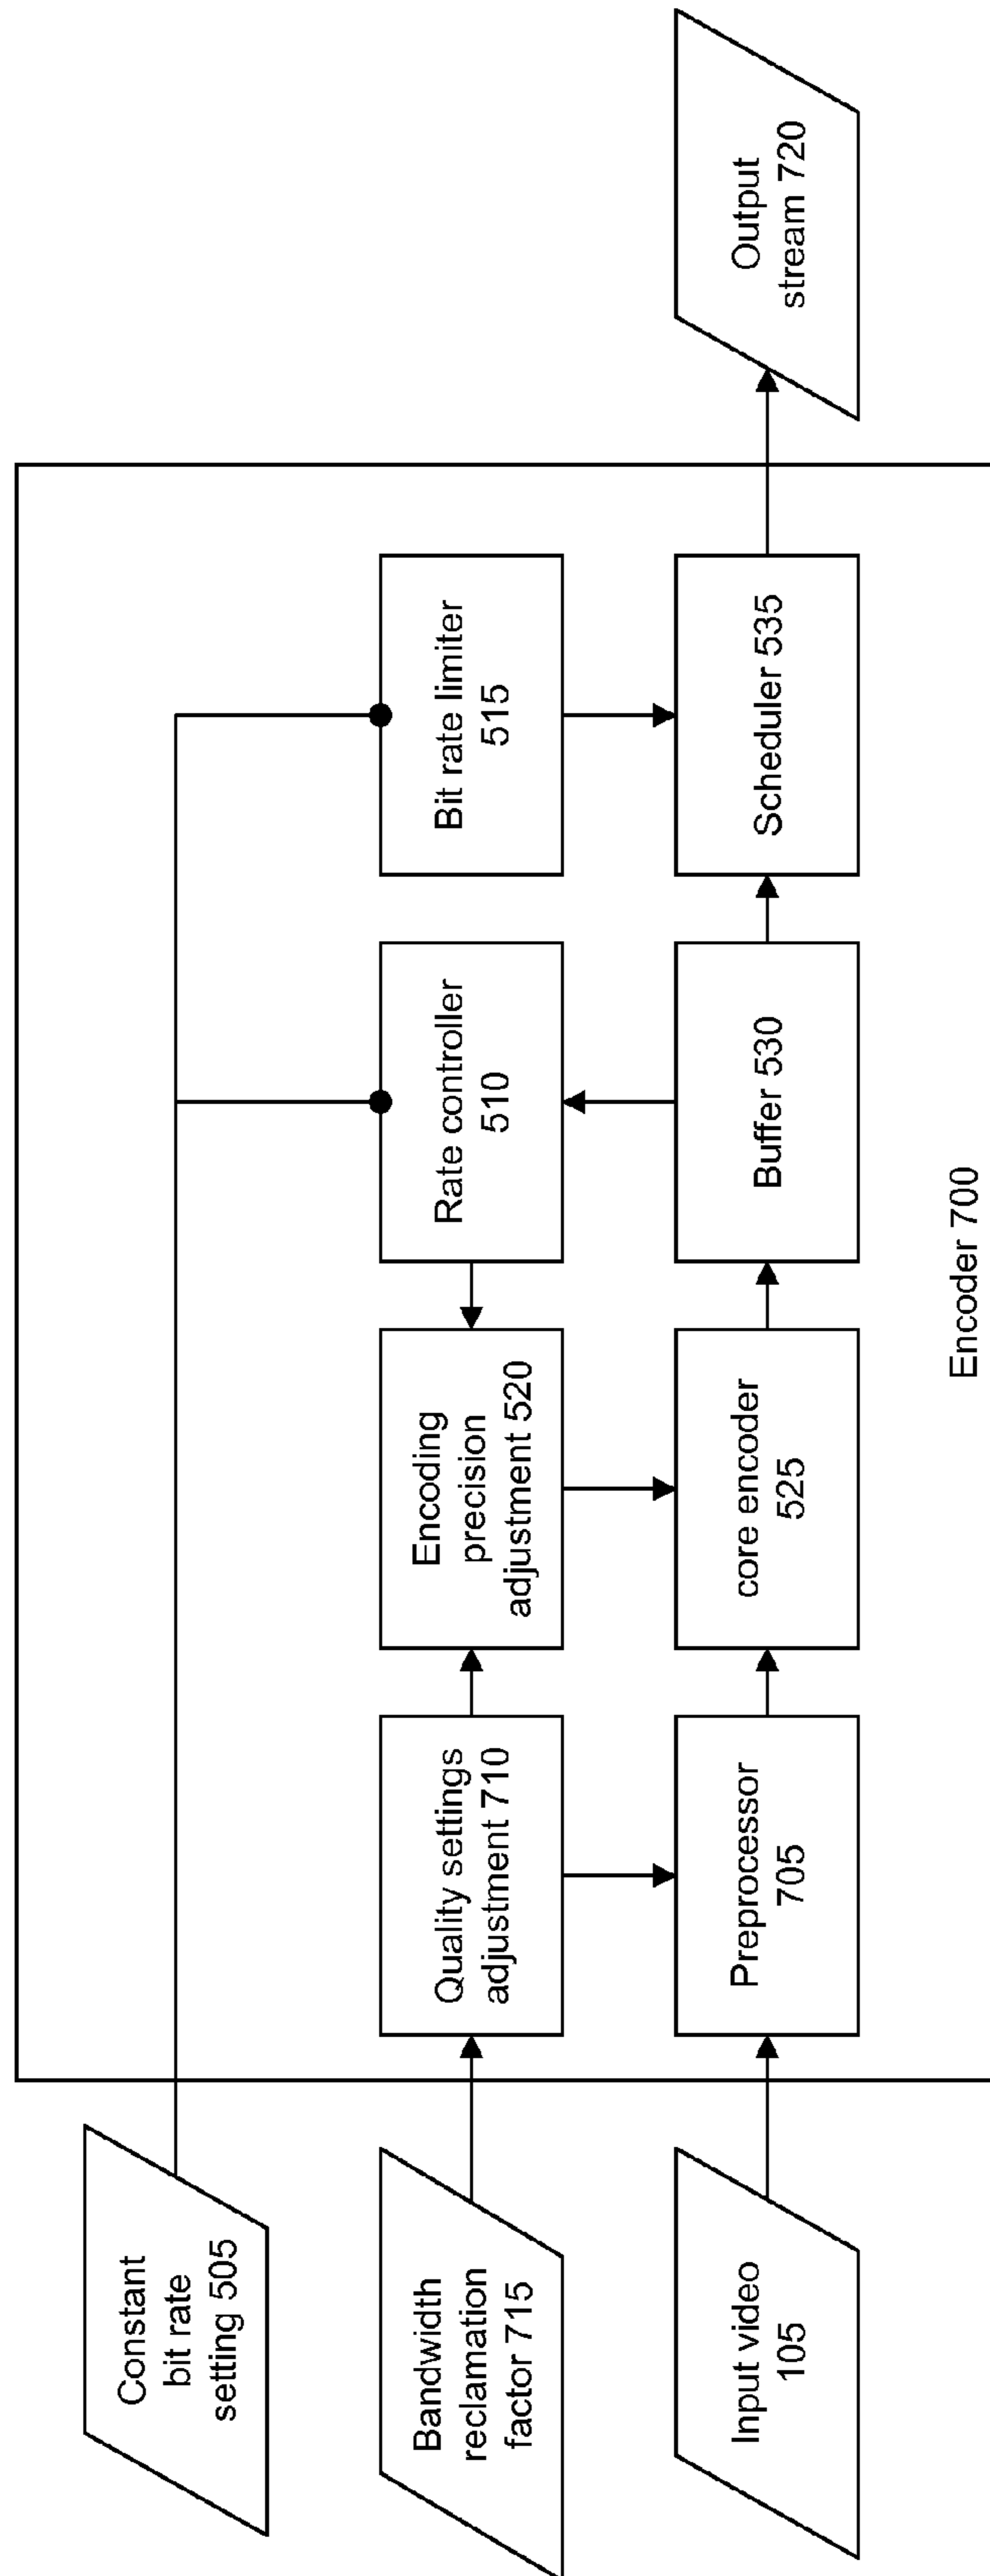 Constant
bit rate
setting 505
Bandwidth
reclamation
factor 715
Input video
105
Quality settings
adjustment 710
Encoding
precision
adjustment 520
Rate controller
510
Bit rate limiter
515
Preprocessor
705
core encoder
525
Buffer 530
Scheduler 535
Output
stream 720
Encoder 700